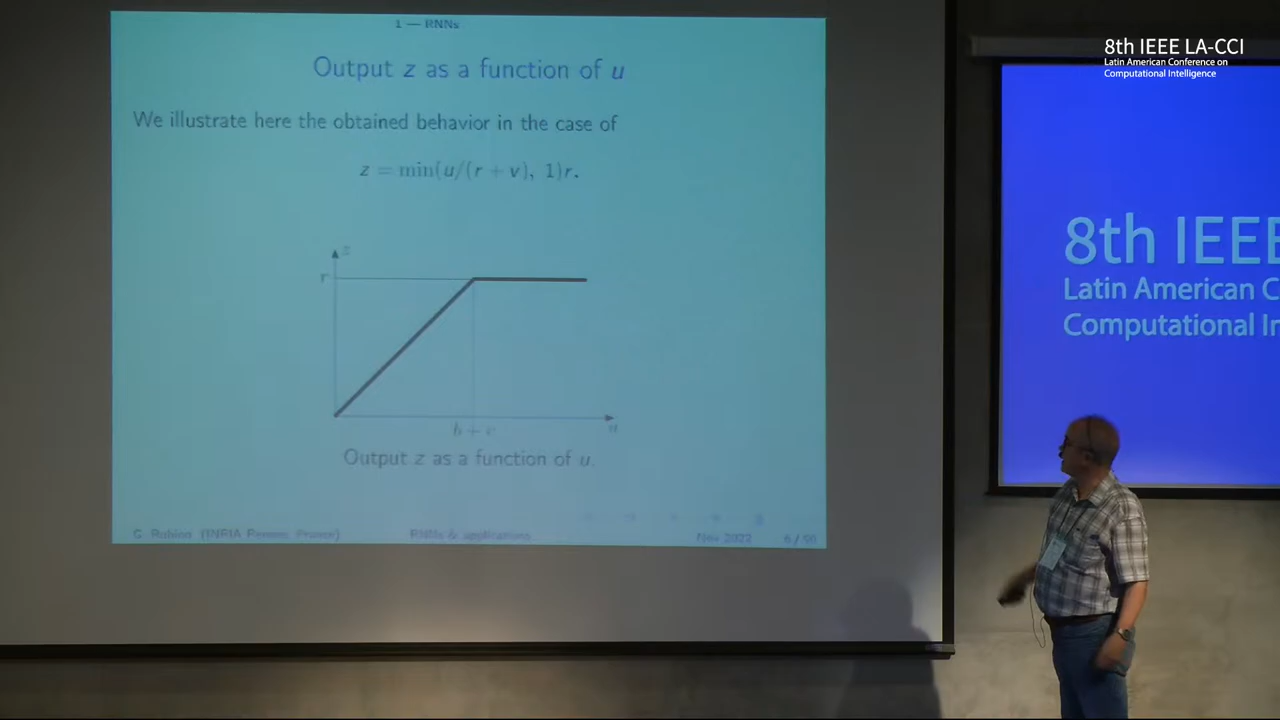 1 — RNNs
Output z as a function of u
We illustrate here the obtained behavior in the case of
z = min(u/(r + v), 1)r.
z
r
b + v
u
Output z as a function of u.
G. Rubino (INRIA Rennes, France)
RNNs & applications
Nov 2022
6 / 90
8th IEEE LA-CCI
Latin American Conference on
Computational Intelligence
8th IEEE
Latin American C
Computational In